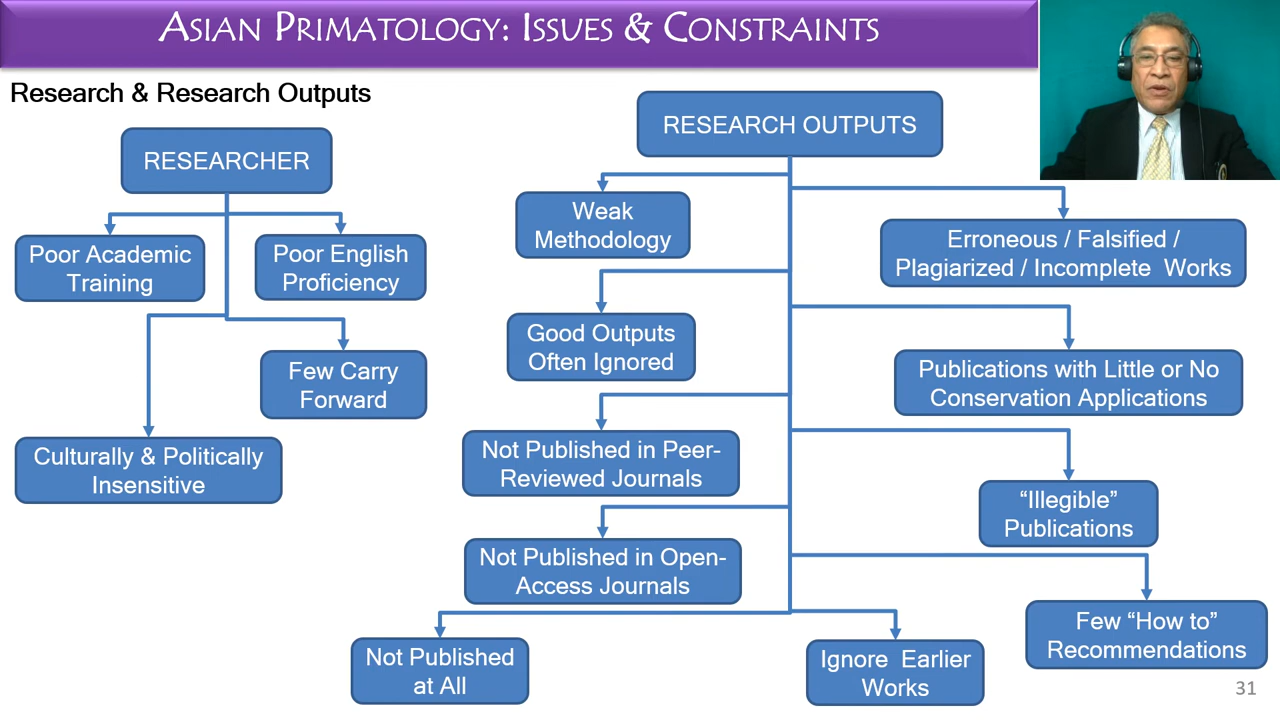 ASIAN PRIMATOLOGY: ISSUES & CONSTRAINTS
Research & Research Outputs
RESEARCHER
Poor Academic
Training
Poor English
Proficiency
Few Carry
Forward
Culturally & Politically
Insensitive
RESEARCH OUTPUTS
Weak
Methodology
Erroneous / Falsified /
Plagiarized / Incomplete Works
Good Outputs
Often Ignored
Publications with Little or No
Conservation Applications
Not Published in Peer-
Reviewed Journals
“Illegible”
Publications
Not Published in Open-
Access Journals
Few “How to”
Recommendations
Not Published
at All
Ignore Earlier
Works
31